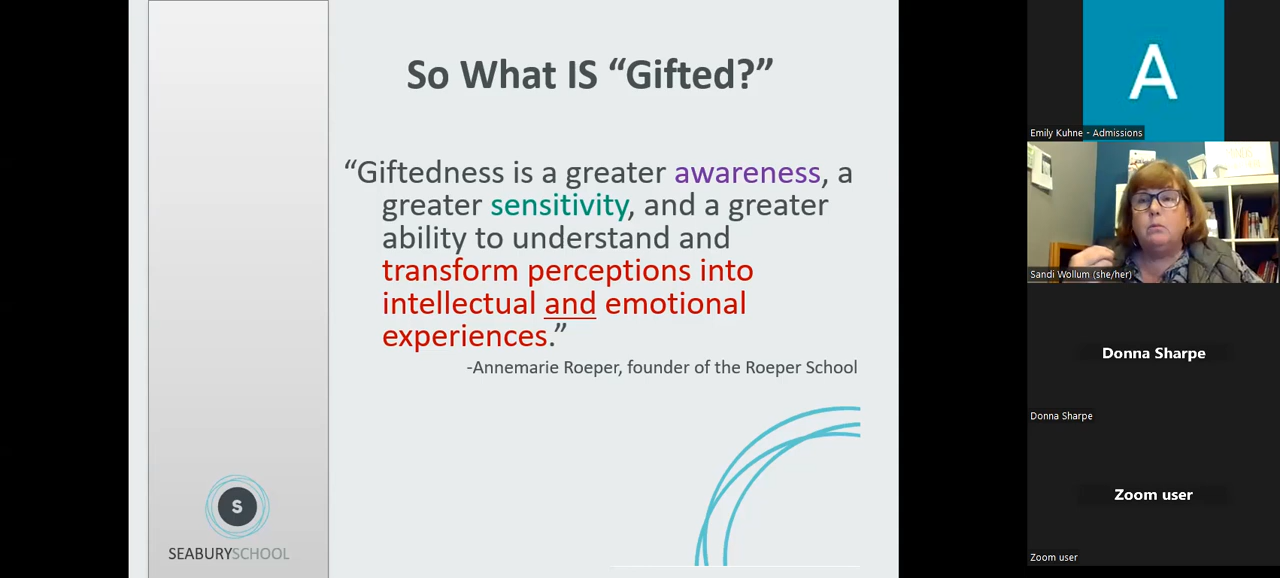 So What IS “Gifted?”
“Giftedness is a greater awareness, a
greater sensitivity, and a greater
ability to understand and
transform perceptions into
intellectual and emotional
experiences.”
-Annemarie Roeper, founder of the Roeper School
S
SEABURYSCHOOL
A
Emily Kuhne - Admissions
Sandi Wollum (she/her)
Donna Sharpe
Donna Sharpe
Zoom user
Zoom user